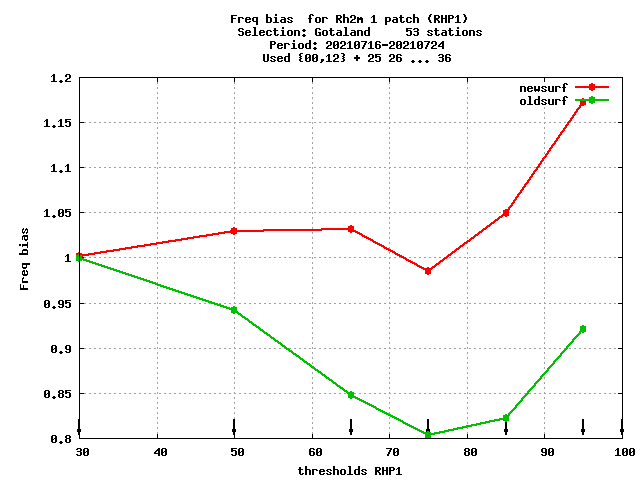 Freq bias  for Rh2m 1 patch (RHP1)
Selection: Gotaland     53 stations
Period: 20210716-20210724
Used {00,12} + 25 26 ... 36
newsurf
oldsurf
1.2
1.15
1.1
1.05
1
0.95
0.9
0.85
0.8
Freq bias
30 40 50 60 70 80 90 100
thresholds RHP1